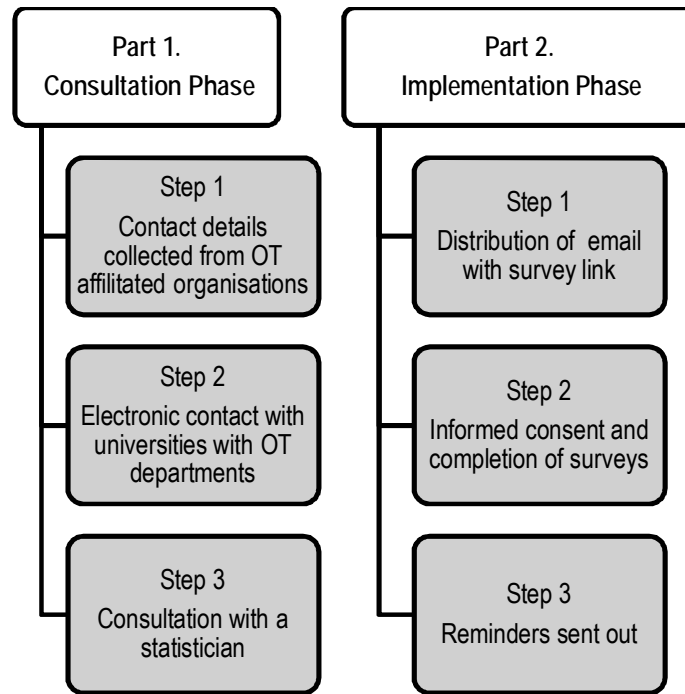 Part 1.
Consultation Phase
Step 1
Contact details
collected from OT
affilitated organisations
Step 2
Electronic contact with
universities with OT
departments
Step 3
Consultation with a
statistician
Part 2.
Implementation Phase
Step 1
Distribution of email
with survey link
Step 2
Informed consent and
completion of surveys
Step 3
Reminders sent out